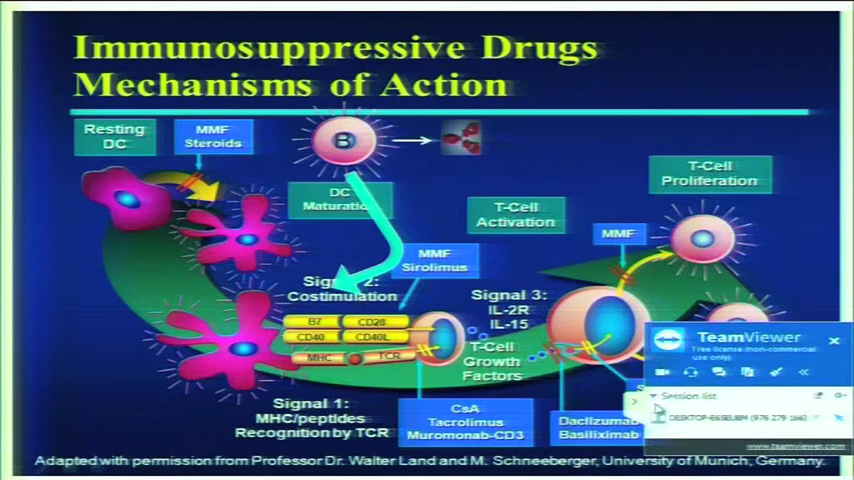 Immunosuppressive Drugs
Mechanisms of Action
Resting
DC
MMF
Steroids
B
DC
T-Cell
Activation
T-Cell
Proliferation
MMF
MMF
Sirolimus
Costimulation
Signal 3:
IL-2R
IL-15
B7
CD28
CD40
CD40L
MHC
TCR
T-Cell
Growth
Factors
Signal 1:
MHC/peptides
Recognition by TCR
CsA
Tacrolimus
Muromonab-CD3
Daclizumab
Basiliximab
TeamViewer
Free license (non-commercial
use only)
Session list
www.teamviewer.com
Adapted with permission from Professor Dr. Walter Land and M. Schneeberger, University of Munich, Germany.